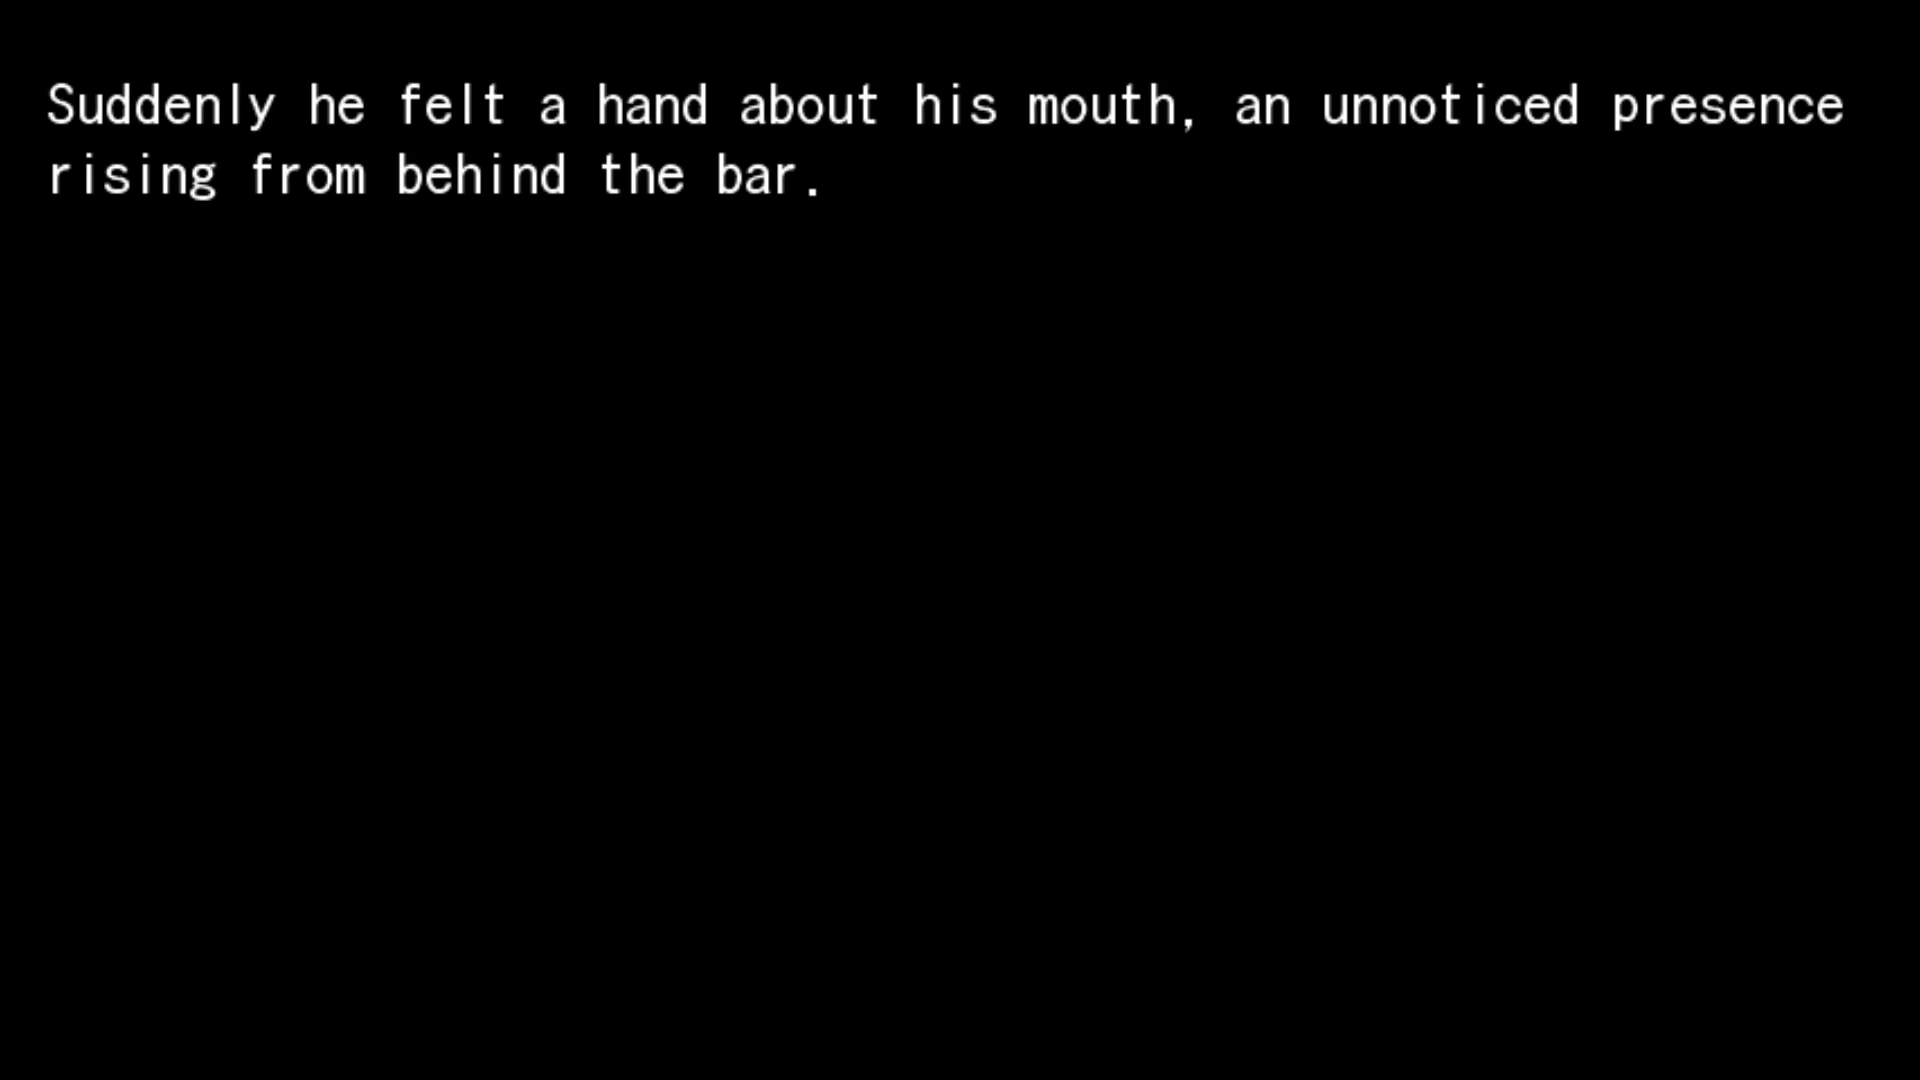 Suddenly he felt a hand about his mouth, an unnoticed presence
rising from behind the bar.